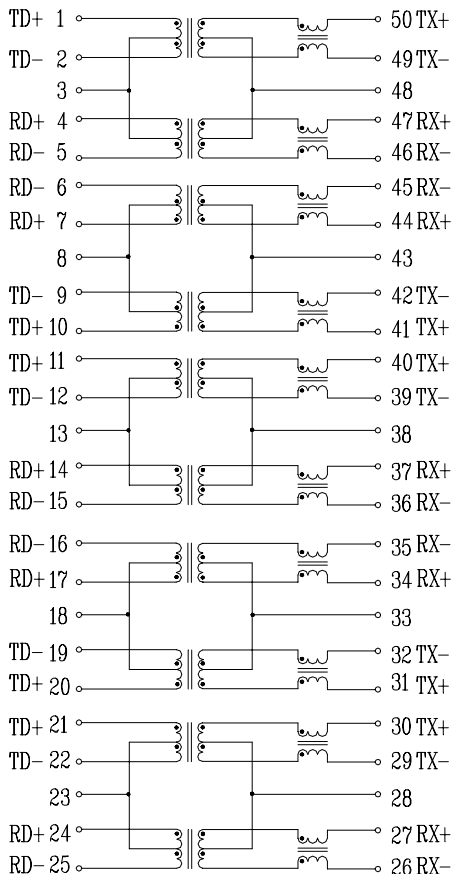 TD+ 1 50 TX+
TD- 2 49 TX-
3 48
RD+ 4 47 RX+
RD- 5 46 RX-
RD- 6 45 RX-
RD+ 7 44 RX+
8 43
TD- 9 42 TX-
TD+ 10 41 TX+
TD+ 11 40 TX+
TD- 12 39 TX-
13 38
RD+ 14 37 RX+
RD- 15 36 RX-
RD- 16 35 RX-
RD+ 17 34 RX+
18 33
TD- 19 32 TX-
TD+ 20 31 TX+
TD+ 21 30 TX+
TD- 22 29 TX-
23 28
RD+ 24 27 RX+
RD- 25 26 RX-